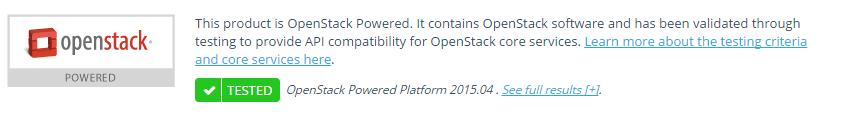 openstack
POWERED
This product is OpenStack Powered. It contains OpenStack software and has been validated through
testing to provide API compatibility for OpenStack core services. Learn more about the testing criteria
and core services here.
TESTED OpenStack Powered Platform 2015.04 . See full results [+].